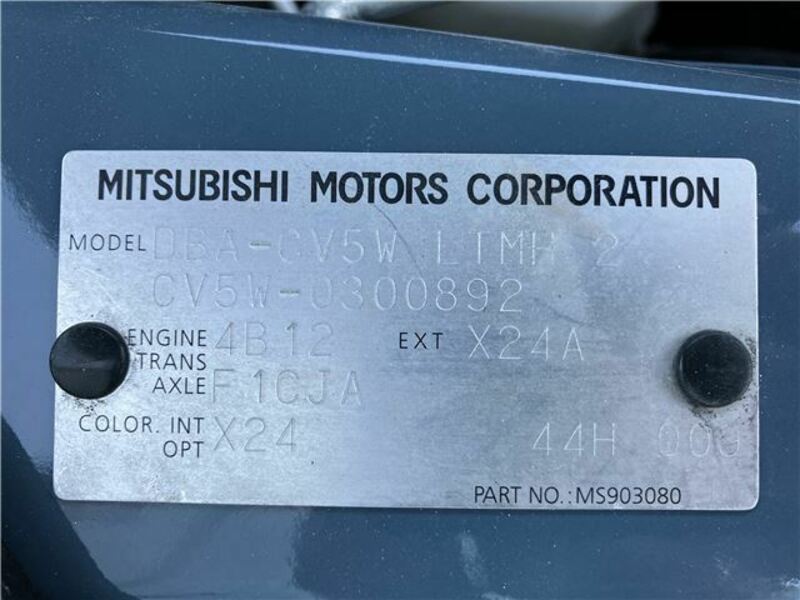 MITSUBISHI MOTORS CORPORATION
MODEL DBA-CV5W LTMH 2
CV5W-0300892
ENGINE 4B12 EXT X24A
TRANS
AXLE F1CJA
COLOR. INT X24
OPT 44H
PART NO.:MS903080